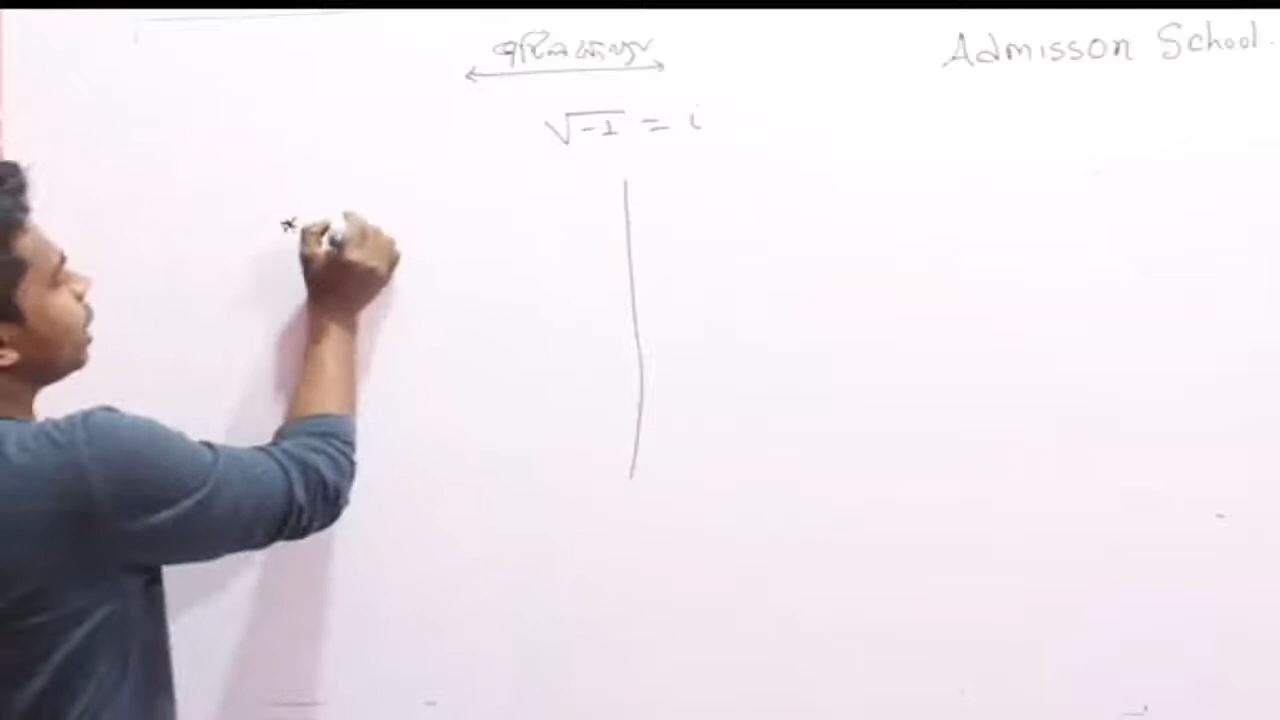 জটিল সংখ্যা
Admisson School.
√-1 = i
*